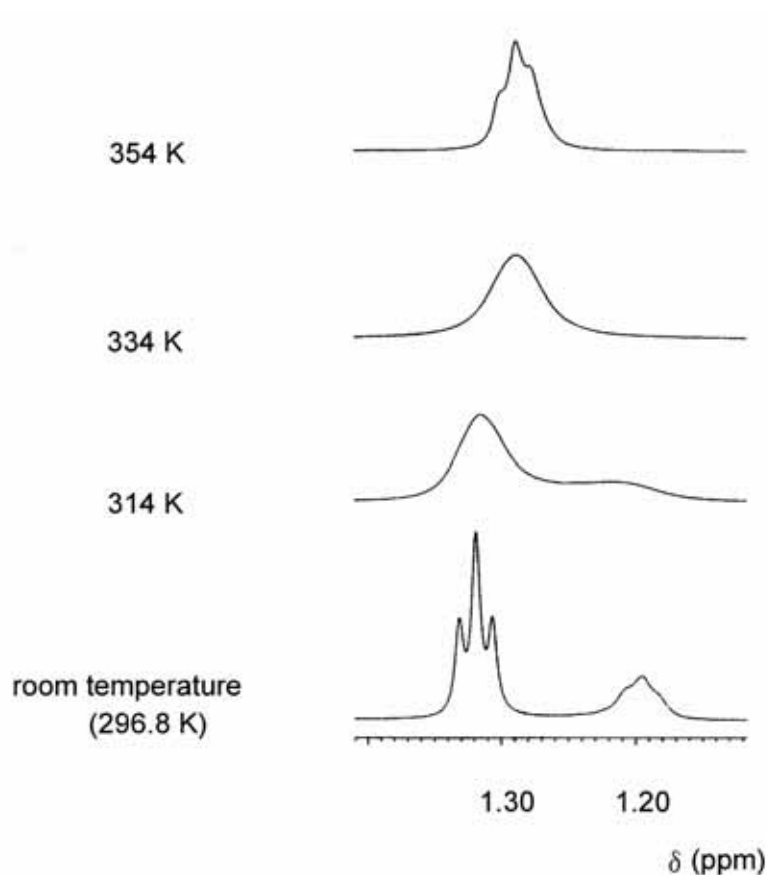 354 K
334 K
314 K
room temperature
(296.8 K)
1.30 1.20
δ (ppm)